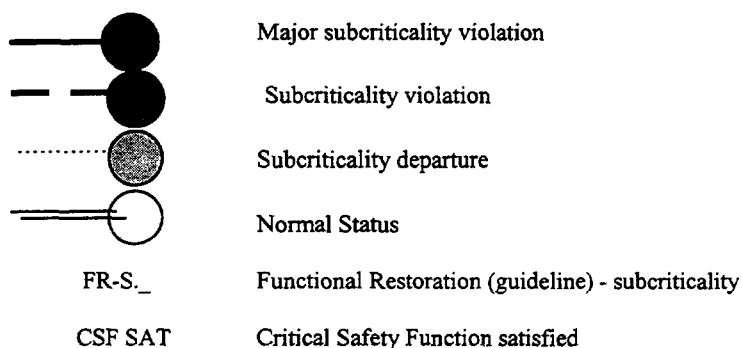 Major subcriticality violation
Subcriticality violation
Subcriticality departure
Normal Status
FR-S._ Functional Restoration (guideline) - subcriticality
CSF SAT Critical Safety Function satisfied